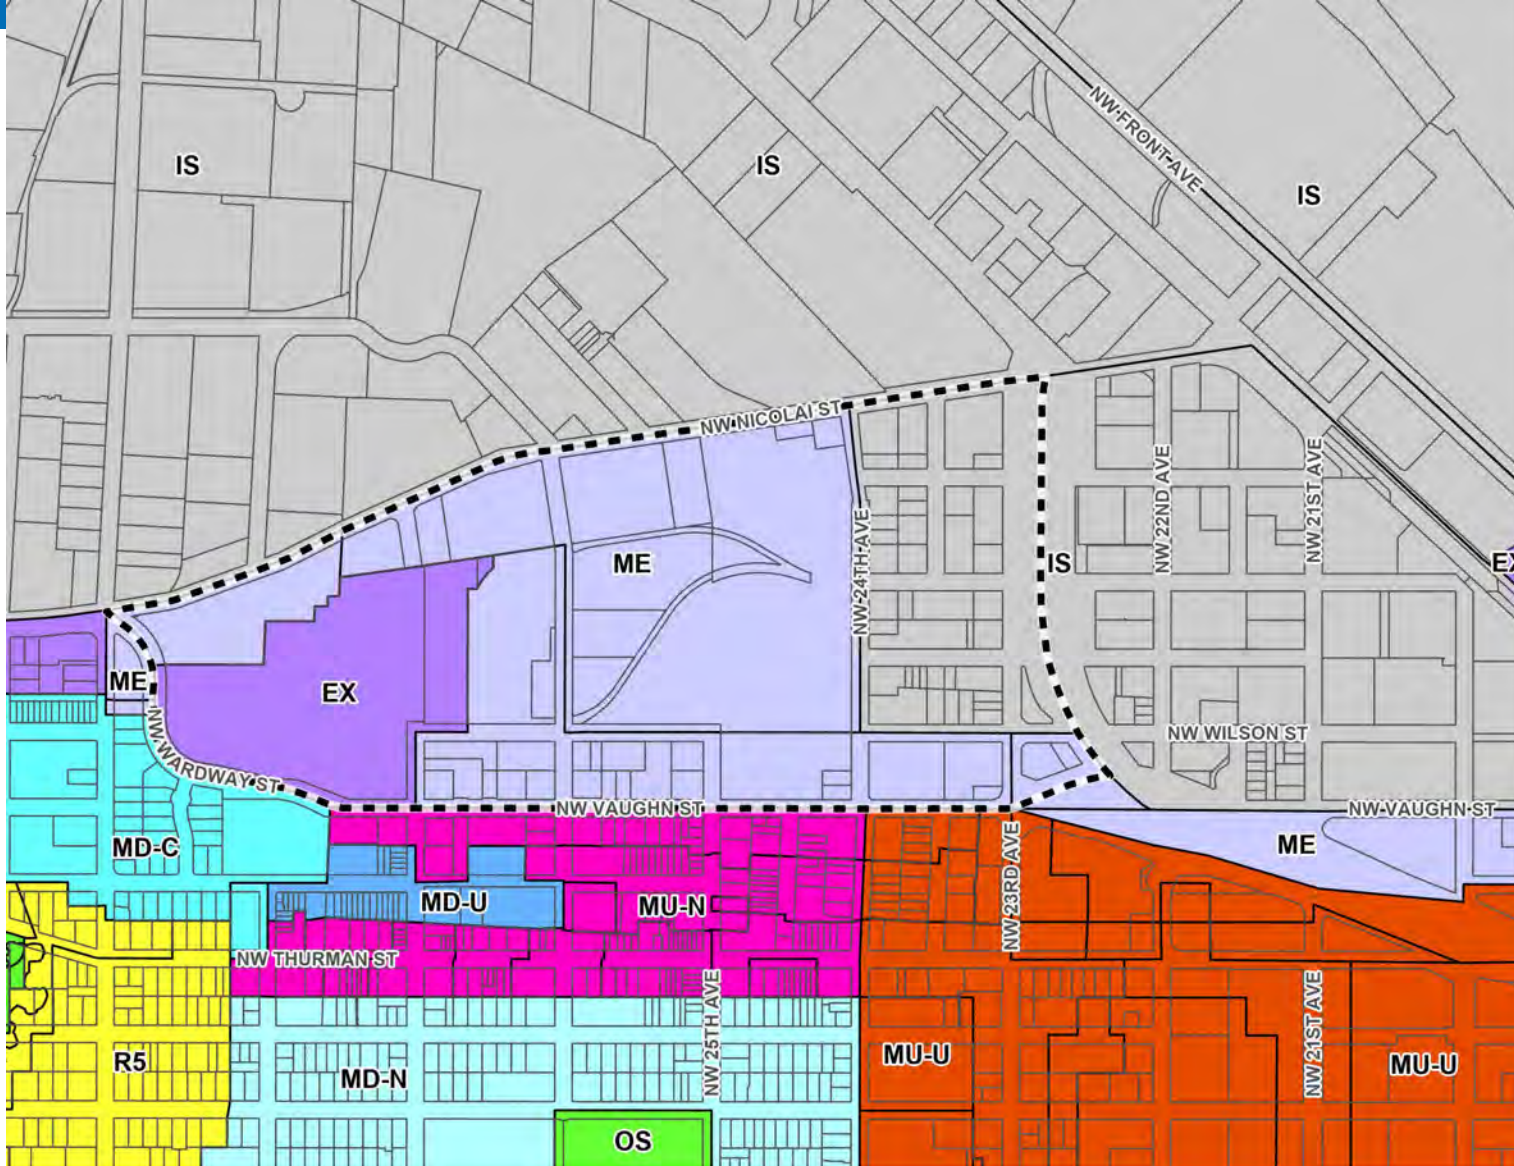 IS
IS
IS
NW FRONT AVE
NW NICOLAI ST
NW 22ND AVE
NW 21ST AVE
NW 24TH AVE
ME
IS
EX
ME
EX
NW WARDWAY ST
NW WILSON ST
NW VAUGHN ST
NW VAUGHN ST
MD-C
ME
MD-U
MU-N
NW 23RD AVE
NW THURMAN ST
NW 25TH AVE
NW 21ST AVE
R5
MD-N
MU-U
MU-U
OS